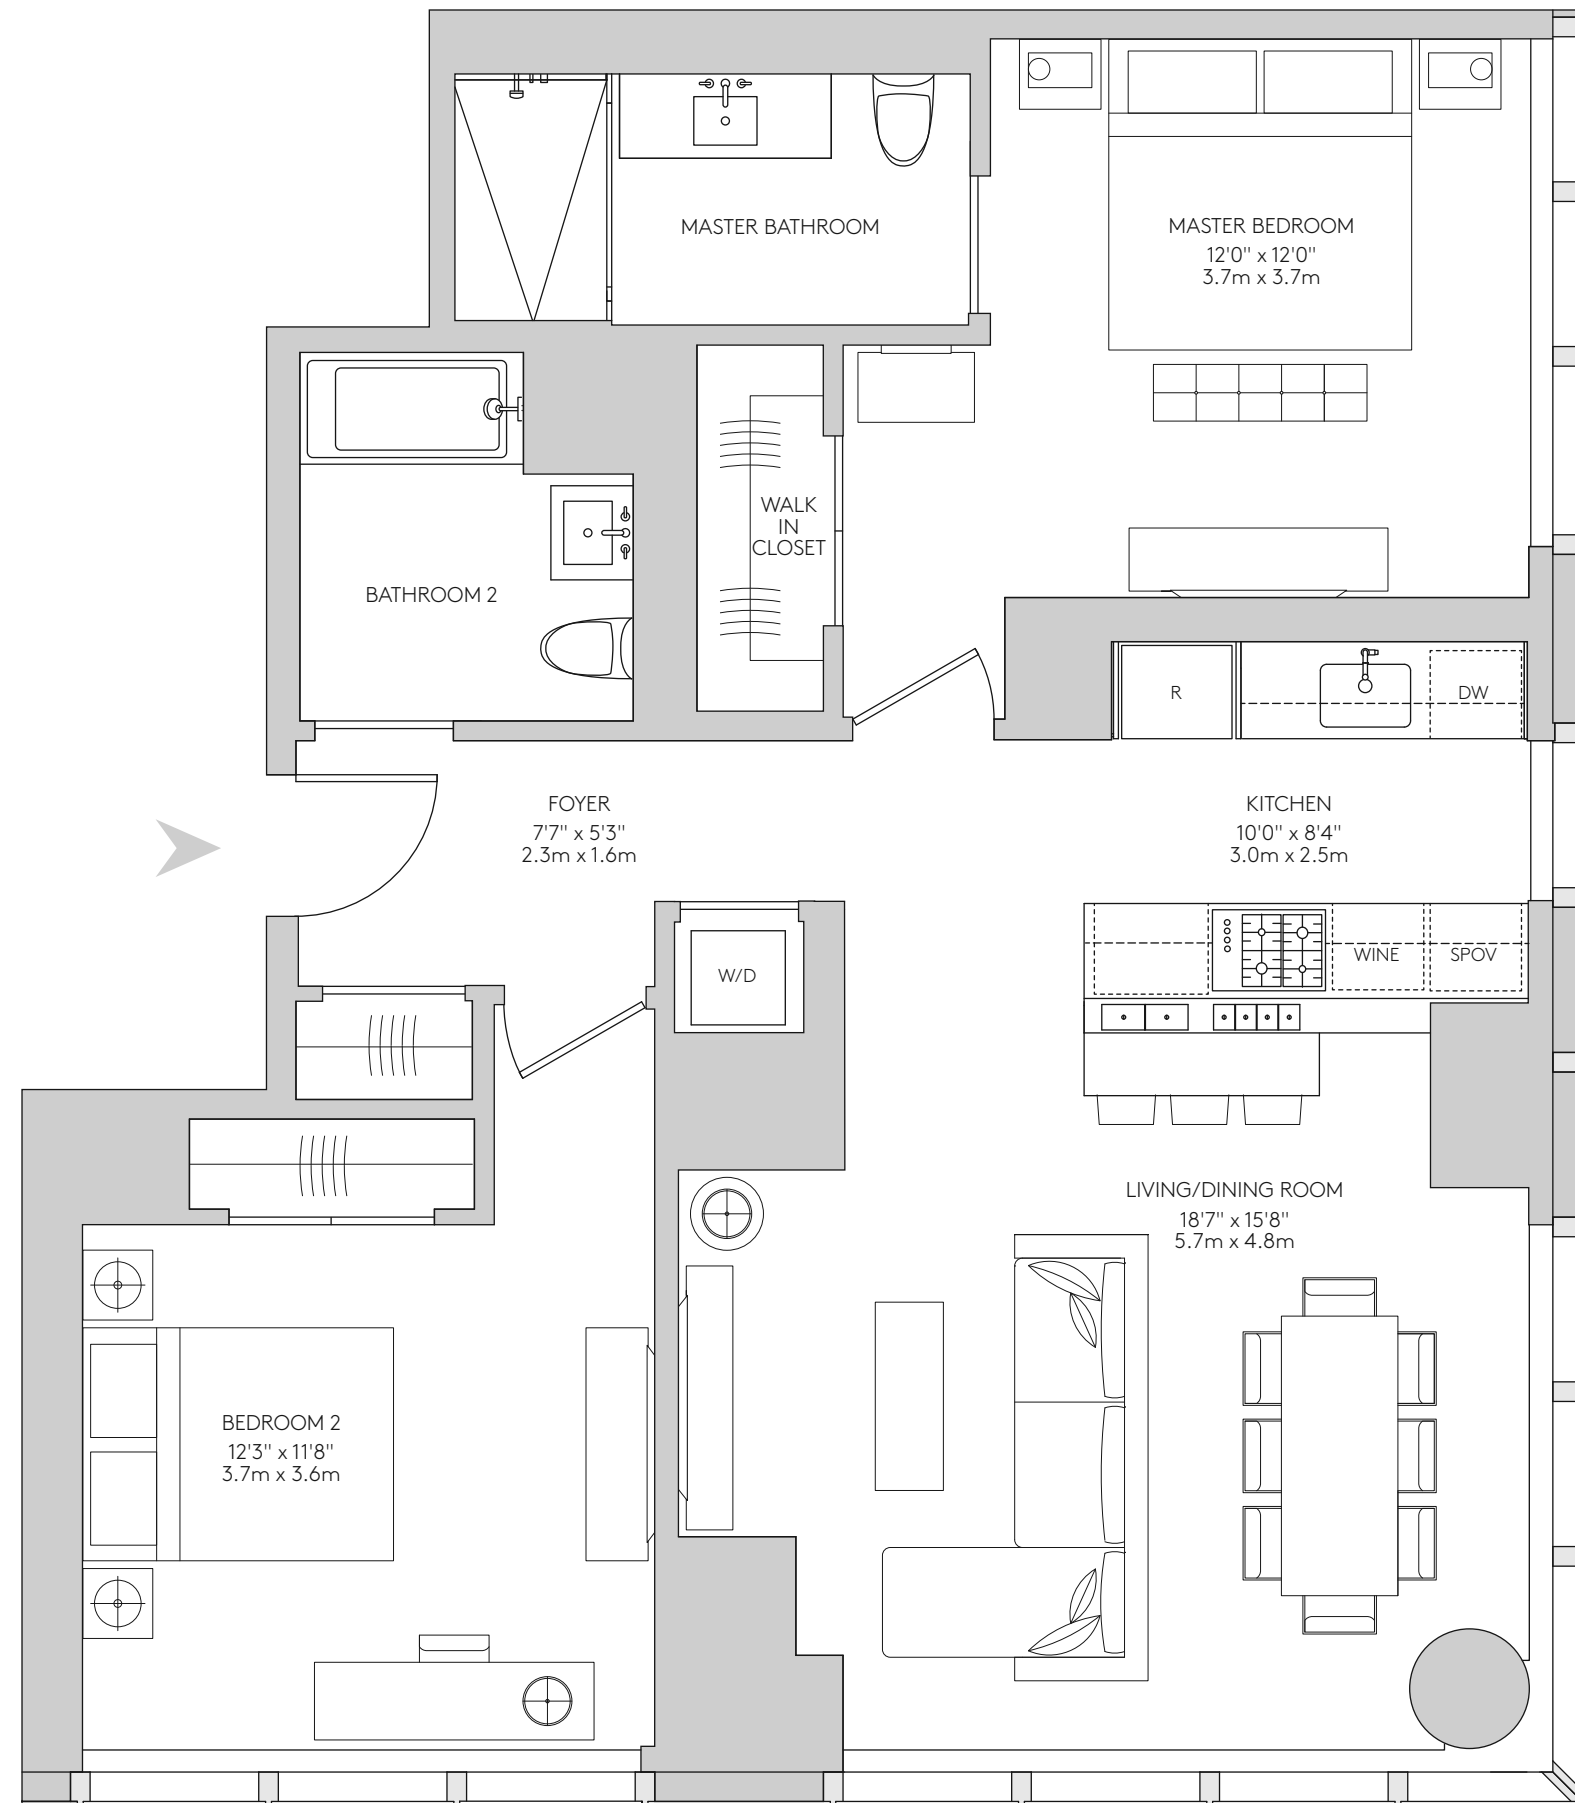 MASTER BATHROOM
MASTER BEDROOM
12'0" x 12'0"
3.7m x 3.7m
WALK
IN
CLOSET
BATHROOM 2
R
DW
FOYER
7'7" x 5'3"
2.3m x 1.6m
KITCHEN
10'0" x 8'4"
3.0m x 2.5m
W/D
WINE
SPOV
LIVING/DINING ROOM
18'7" x 15'8"
5.7m x 4.8m
BEDROOM 2
12'3" x 11'8"
3.7m x 3.6m